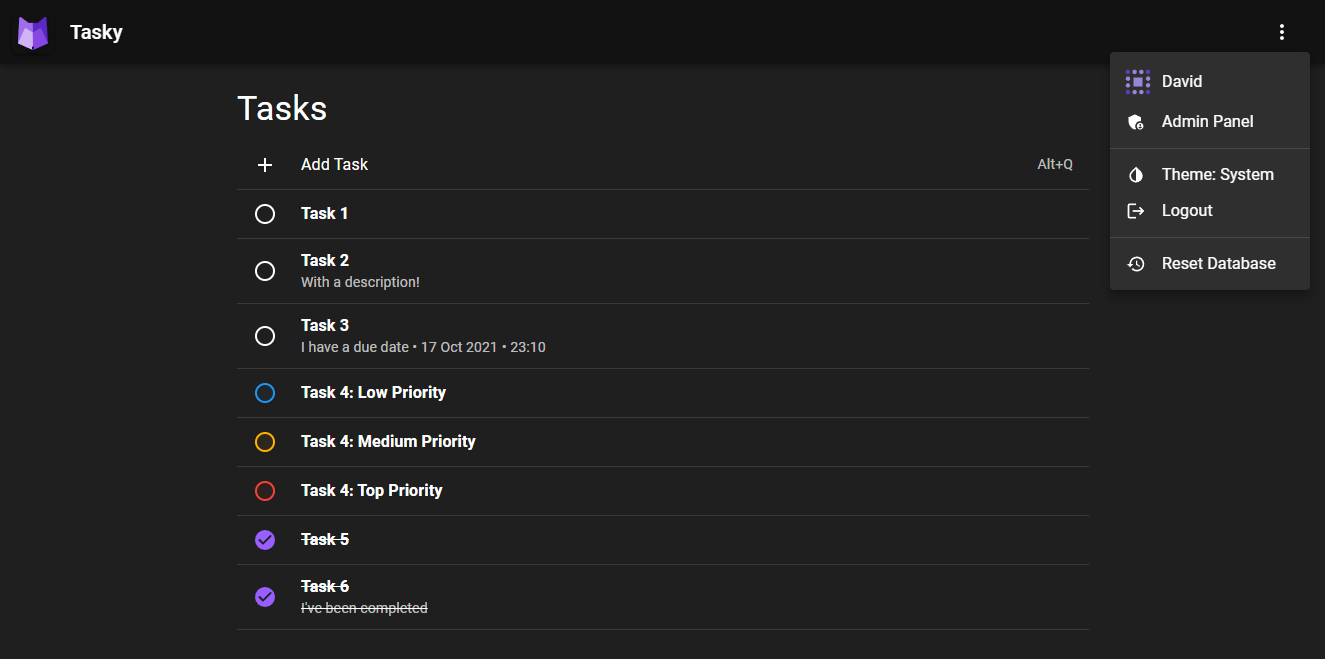 Tasky
David
Admin Panel
Theme: System
Logout
Reset Database
Tasks
Add Task
Alt+Q
Task 1
Task 2
With a description!
Task 3
I have a due date • 17 Oct 2021 • 23:10
Task 4: Low Priority
Task 4: Medium Priority
Task 4: Top Priority
Task 5
Task 6
I've been completed